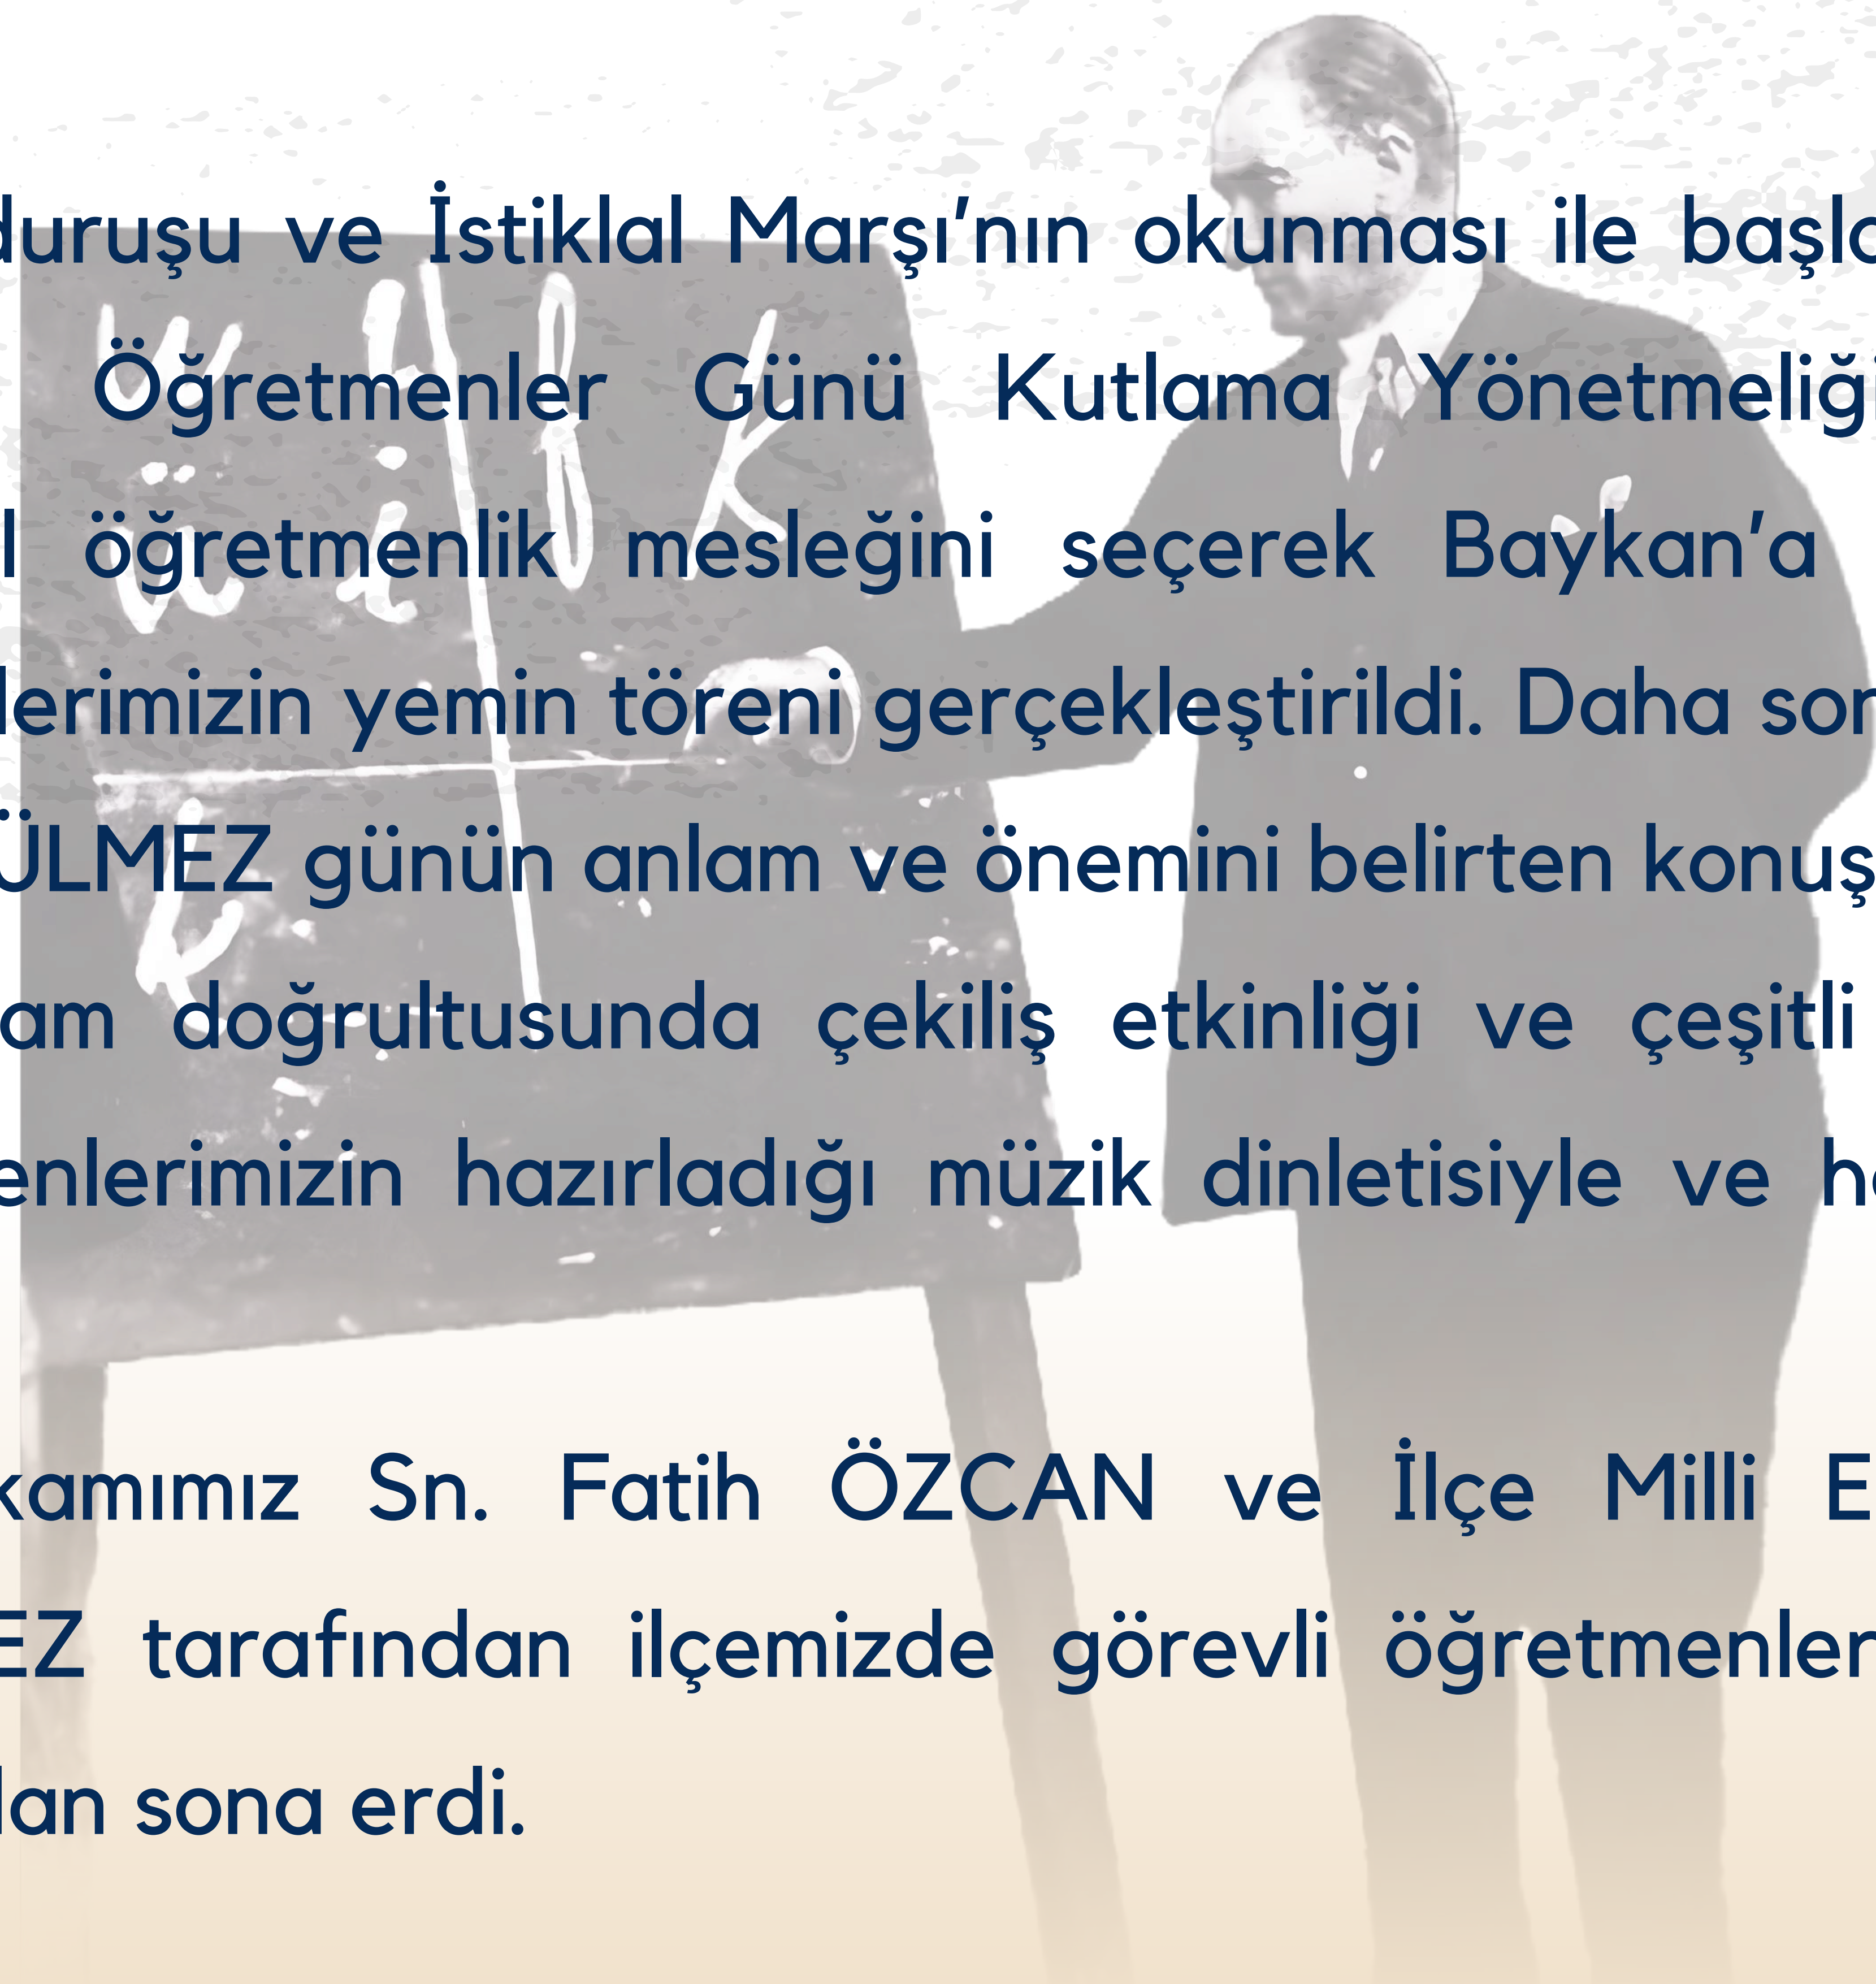 duruşu ve İstiklal Marşı’nın okunması ile başla
Öğretmenler Günü Kutlama Yönetmeliği
l öğretmenlik mesleğini seçerek Baykan’a
lerimizin yemin töreni gerçekleştirildi. Daha son
ÜLMEZ günün anlam ve önemini belirten konuş
am doğrultusunda çekiliş etkinliği ve çeşitli
enlerimizin hazırladığı müzik dinletisiyle ve ha
kamımız Sn. Fatih ÖZCAN ve İlçe Milli E
EZ tarafından ilçemizde görevli öğretmenler
dan sona erdi.